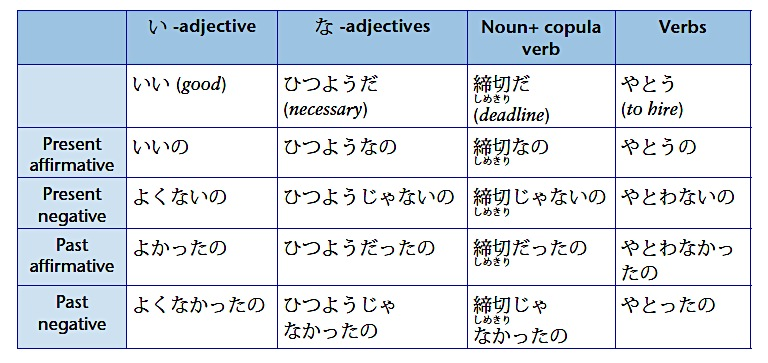 い -adjective な -adjectives Noun+ copula verb Verbs
いい (good) ひつようだ (necessary) 締切だ しめきり (deadline) やとう (to hire)
Present affirmative いいの ひつようなの 締切なの しめきり やとうの
Present negative よくないの ひつようじゃないの 締切じゃないの しめきり やとわないの
Past affirmative よかったの ひつようだったの 締切だったの しめきり やとわなかったの
Past negative よくなかったの ひつようじゃなかったの 締切じゃなかったの しめきり やとったの